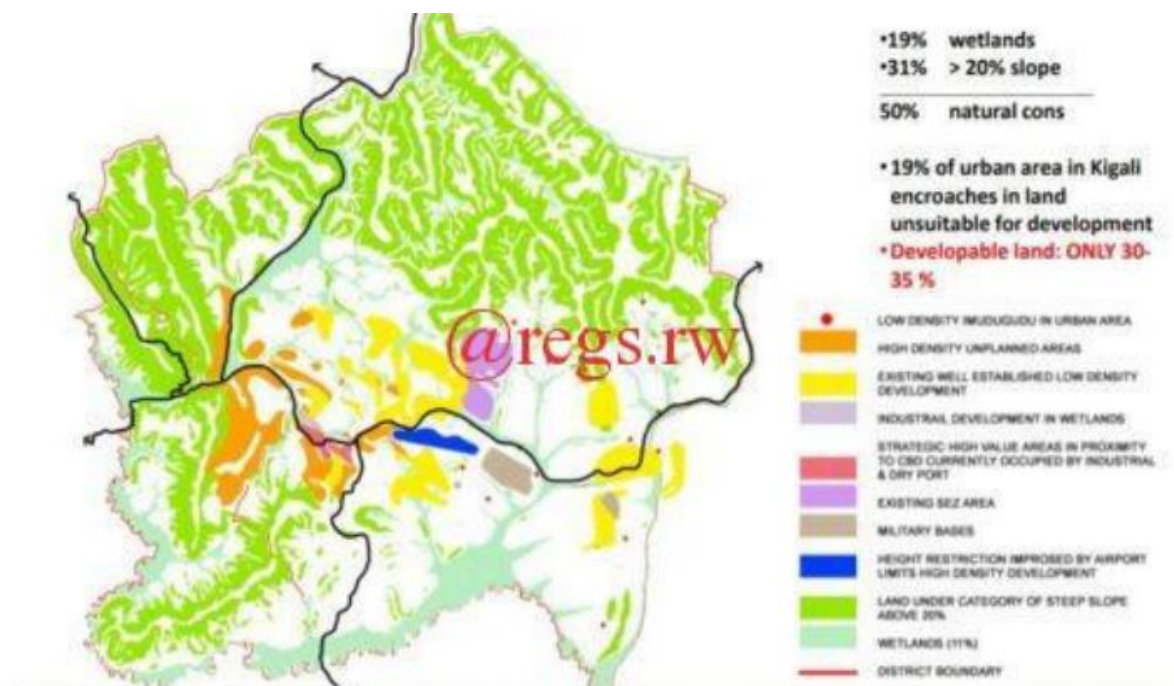 •19% wetlands
•31% > 20% slope
50% natural cons
• 19% of urban area in Kigali
encroaches in land
unsuitable for development
• Developable land: ONLY 30-
35 %
@regs.rw
LOW DENSITY IMUDUGUDU IN URBAN AREA
HIGH DENSITY UNPLANNED AREAS
EXISTING WELL ESTABLISHED LOW DENSITY
DEVELOPMENT
INDUSTRAIL DEVELOPMENT IN WETLANDS
STRATEGIC HIGH VALUE AREAS IN PROXIMITY
TO CBD CURRENTLY OCCUPIED BY INDUSTRIAL
& DRY PORT
EXISTING SEZ AREA
MILITARY BASES
HEIGHT RESTRICTION IMPROSED BY AIRPORT
LIMITS HIGH DENSITY DEVELOPMENT
LAND UNDER CATEGORY OF STEEP SLOPE
ABOVE 20%
WETLANDS (11%)
DISTRICT BOUNDARY